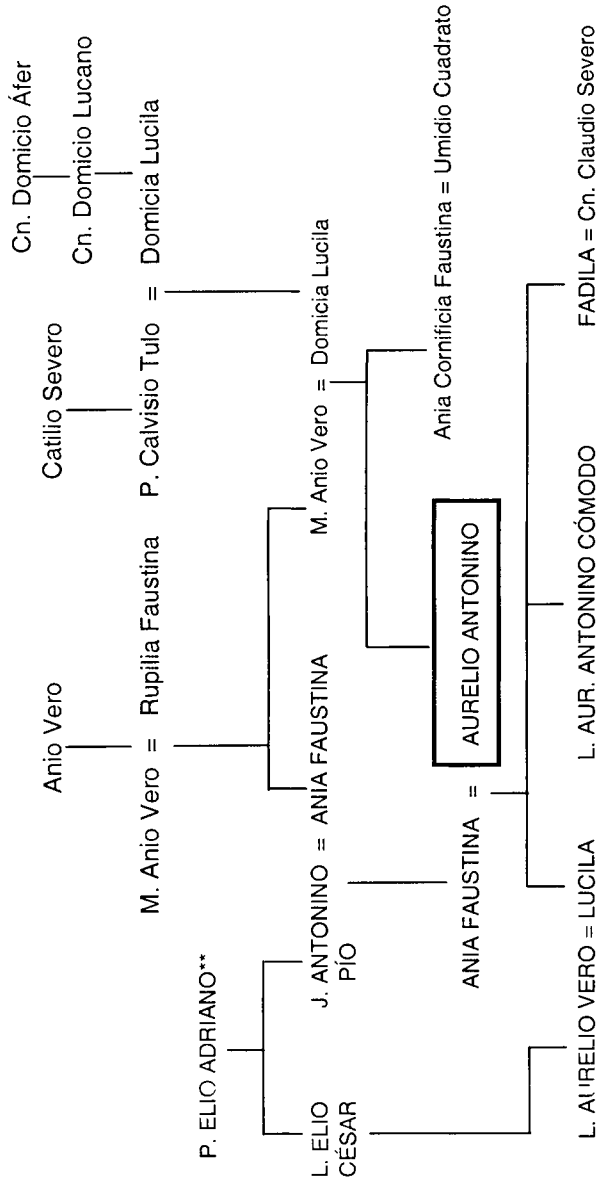 Cn. Domicio Áfer
Anio Vero Catilio Severo Cn. Domicio Lucano
M. Anio Vero = Rupilia Faustina P. Calvisio Tulo = Domicia Lucila
P. ELIO ADRIANO**
L. ELIO CÉSAR J. ANTONINO PÍO = ANIA FAUSTINA M. Anio Vero = Domicia Lucila
ANIA FAUSTINA = AURELIO ANTONINO Ania Cornificia Faustina = Umidio Cuadrato
L. AURELIO VERO = LUCILA L. AUR. ANTONINO CÓMODO FADILA = Cn. Claudio Severo